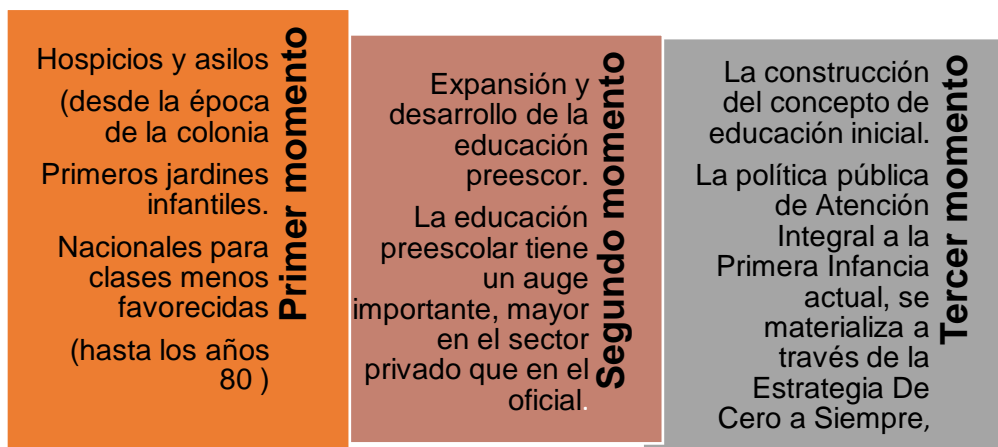 Primer momento
Hospicios y asilos
(desde la época
de la colonia
Primeros jardines
infantiles.
Nacionales para
clases menos
favorecidas
(hasta los años
80 )
Segundo momento
Expansión y
desarrollo de la
educación
preescor.
La educación
preescolar tiene
un auge
importante, mayor
en el sector
privado que en el
oficial.
Tercer momento
La construcción
del concepto de
educación inicial.
La política pública
de Atención
Integral a la
Primera Infancia
actual, se
materializa a
través de la
Estrategia De
Cero a Siempre,